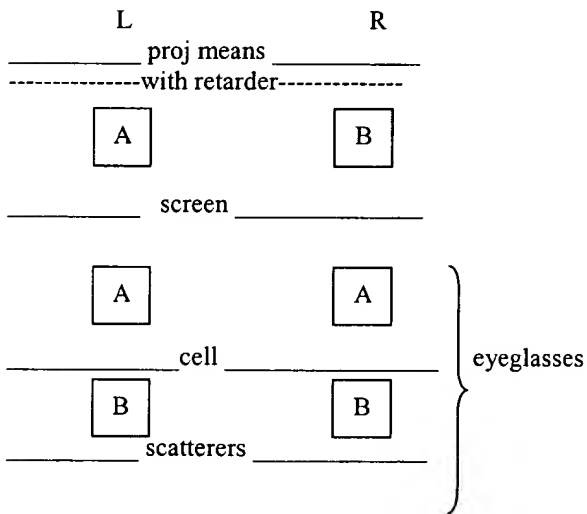 L R
proj means
with retarder
A B
screen
A A
cell
eyeglasses
B B
scatterers